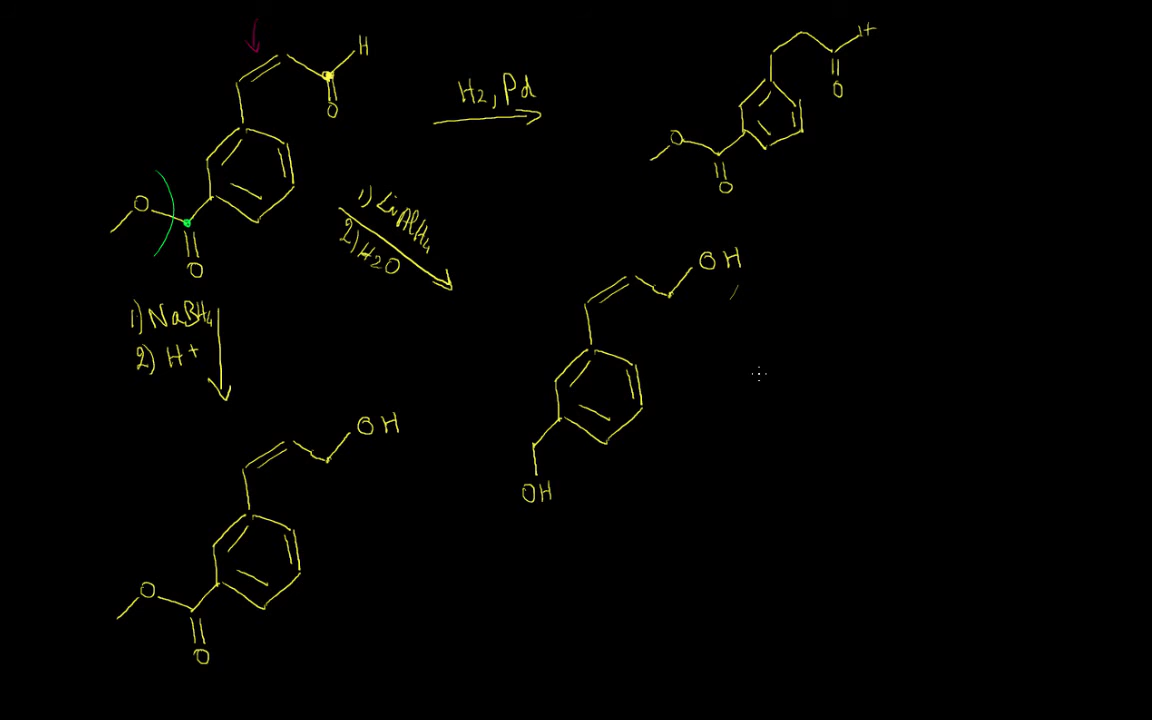 H
O
H2, Pd
H
O
O
O
O
O
1) LiAlH4
2) H2O
OH
1) NaBH4
2) H+
OH
OH
O
O